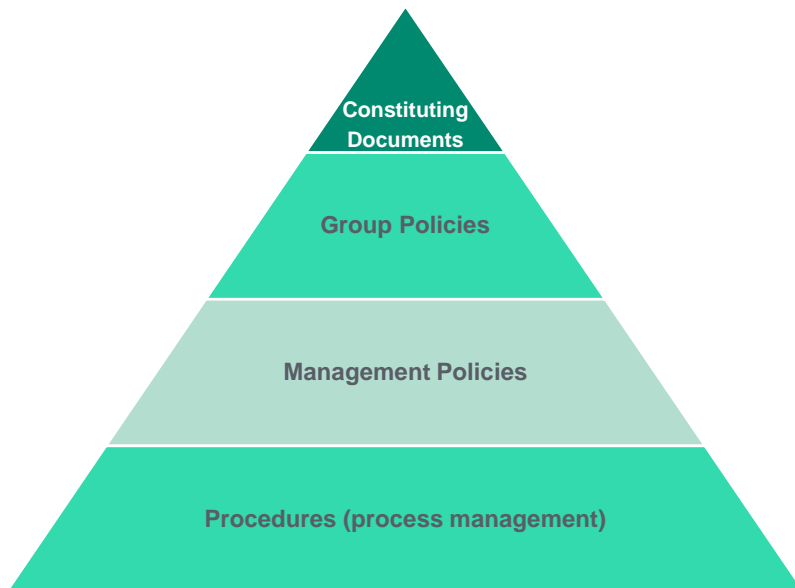 Constituting
Documents
Group Policies
Management Policies
Procedures (process management)